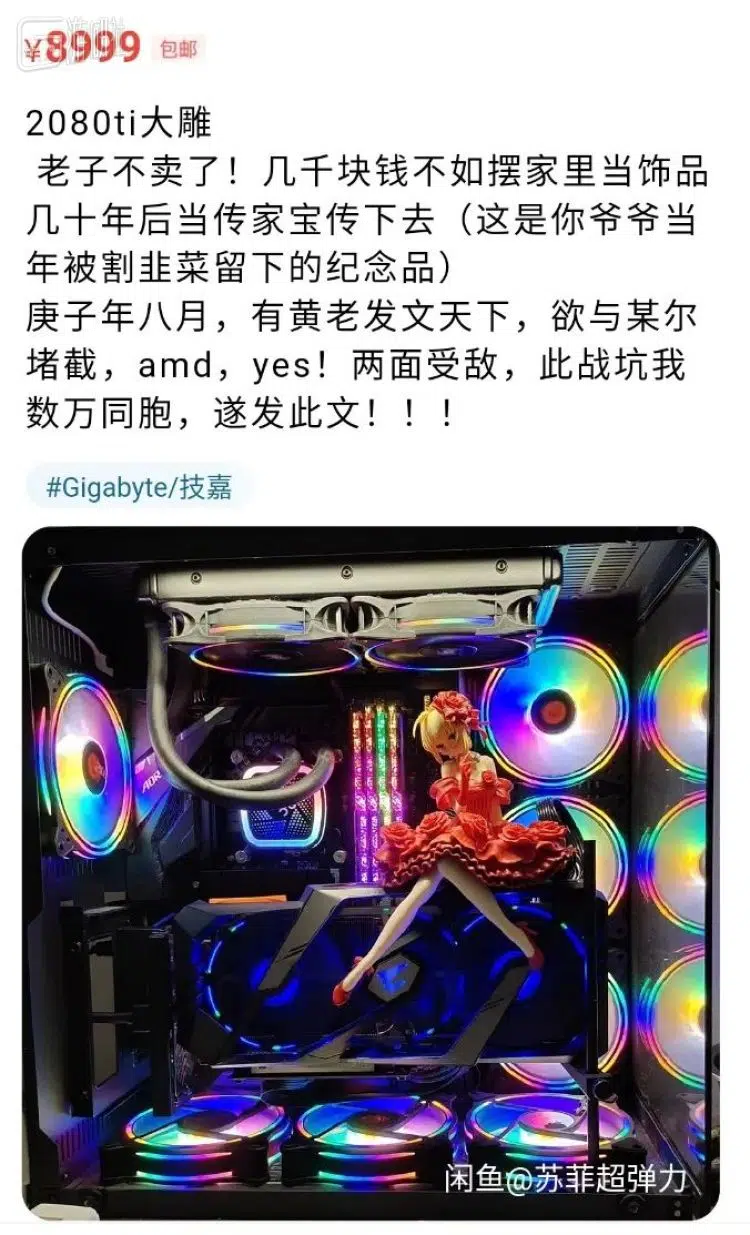 ¥8999 包邮
2080ti大雕
老子不卖了！几千块钱不如摆家里当饰品
几十年后当传家宝传下去（这是你爷爷当
年被割韭菜留下的纪念品）
庚子年八月，有黄老发文天下，欲与某尔
堵截，amd，yes！两面受敌，此战坑我
数万同胞，遂发此文！！！
#Gigabyte/技嘉
AOR
闲鱼@苏菲超弹力